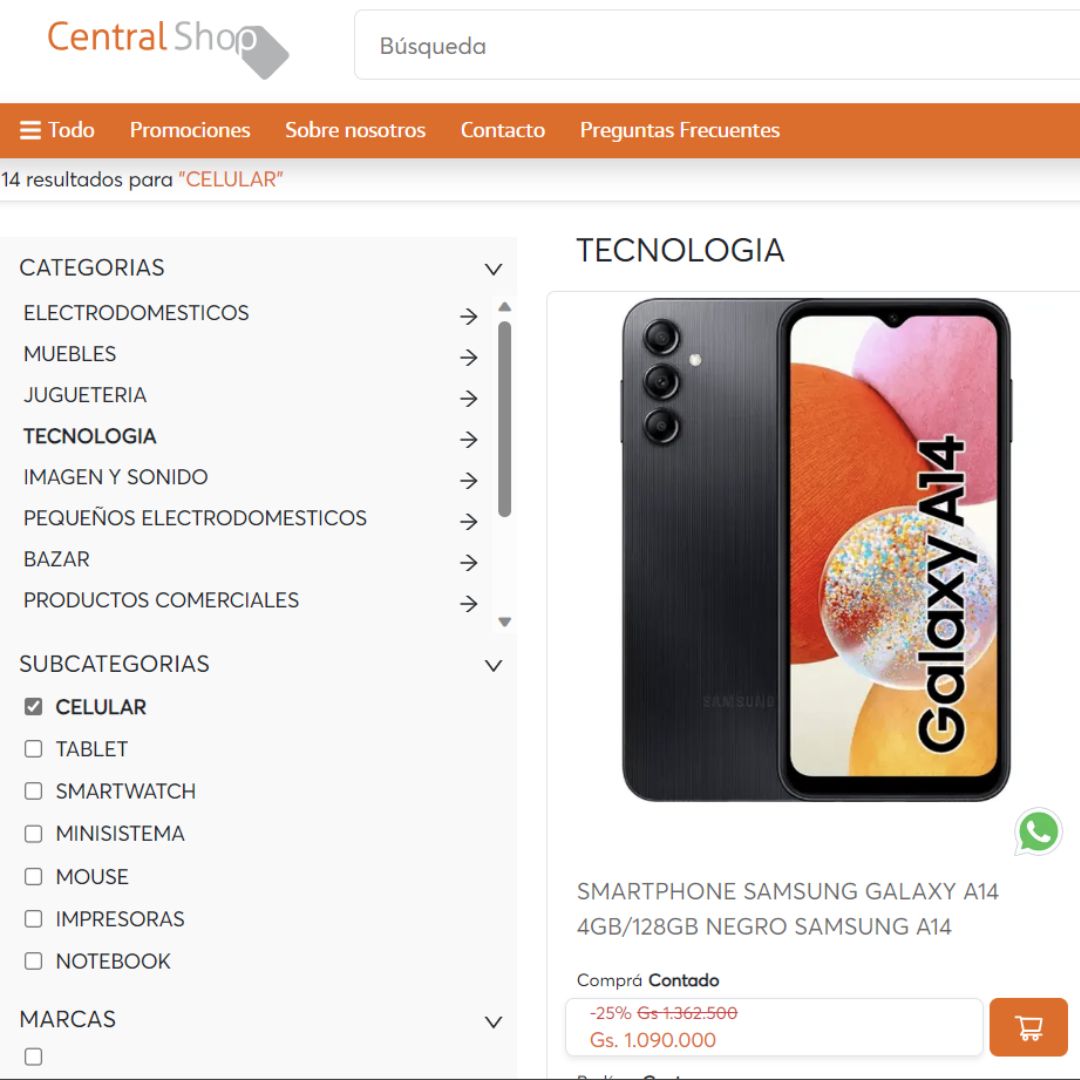 Central Shop
Búsqueda
Todo Promociones Sobre nosotros Contacto Preguntas Frecuentes
14 resultados para "CELULAR"
CATEGORIAS
ELECTRODOMESTICOS
MUEBLES
JUGUETERIA
TECNOLOGIA
IMAGEN Y SONIDO
PEQUEÑOS ELECTRODOMESTICOS
BAZAR
PRODUCTOS COMERCIALES
SUBCATEGORIAS
CELULAR
TABLET
SMARTWATCH
MINISISTEMA
MOUSE
IMPRESORAS
NOTEBOOK
MARCAS
TECNOLOGIA
SAMSUNG
Galaxy A14
SMARTPHONE SAMSUNG GALAXY A14
4GB/128GB NEGRO SAMSUNG A14
Comprá Contado
-25% Gs 1.362.500
Gs. 1.090.000